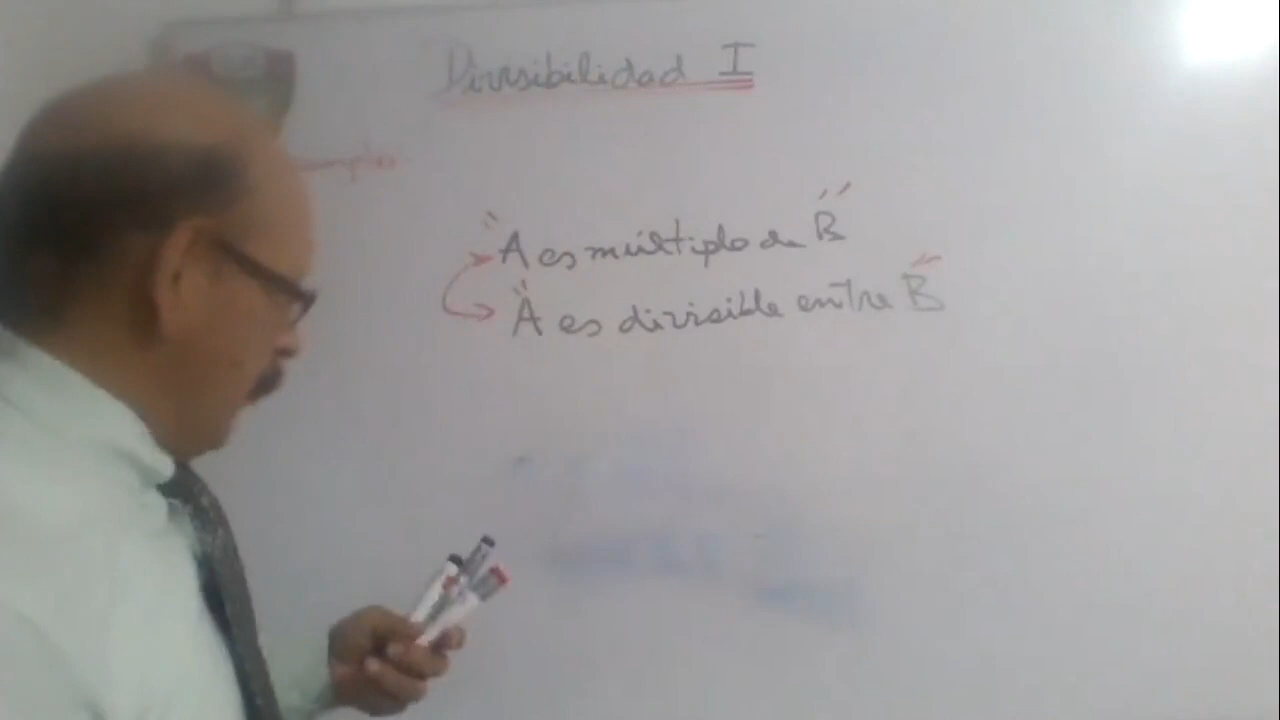 Divisibilidad I
"A es múltiplo de B"
"A es divisible entre B"